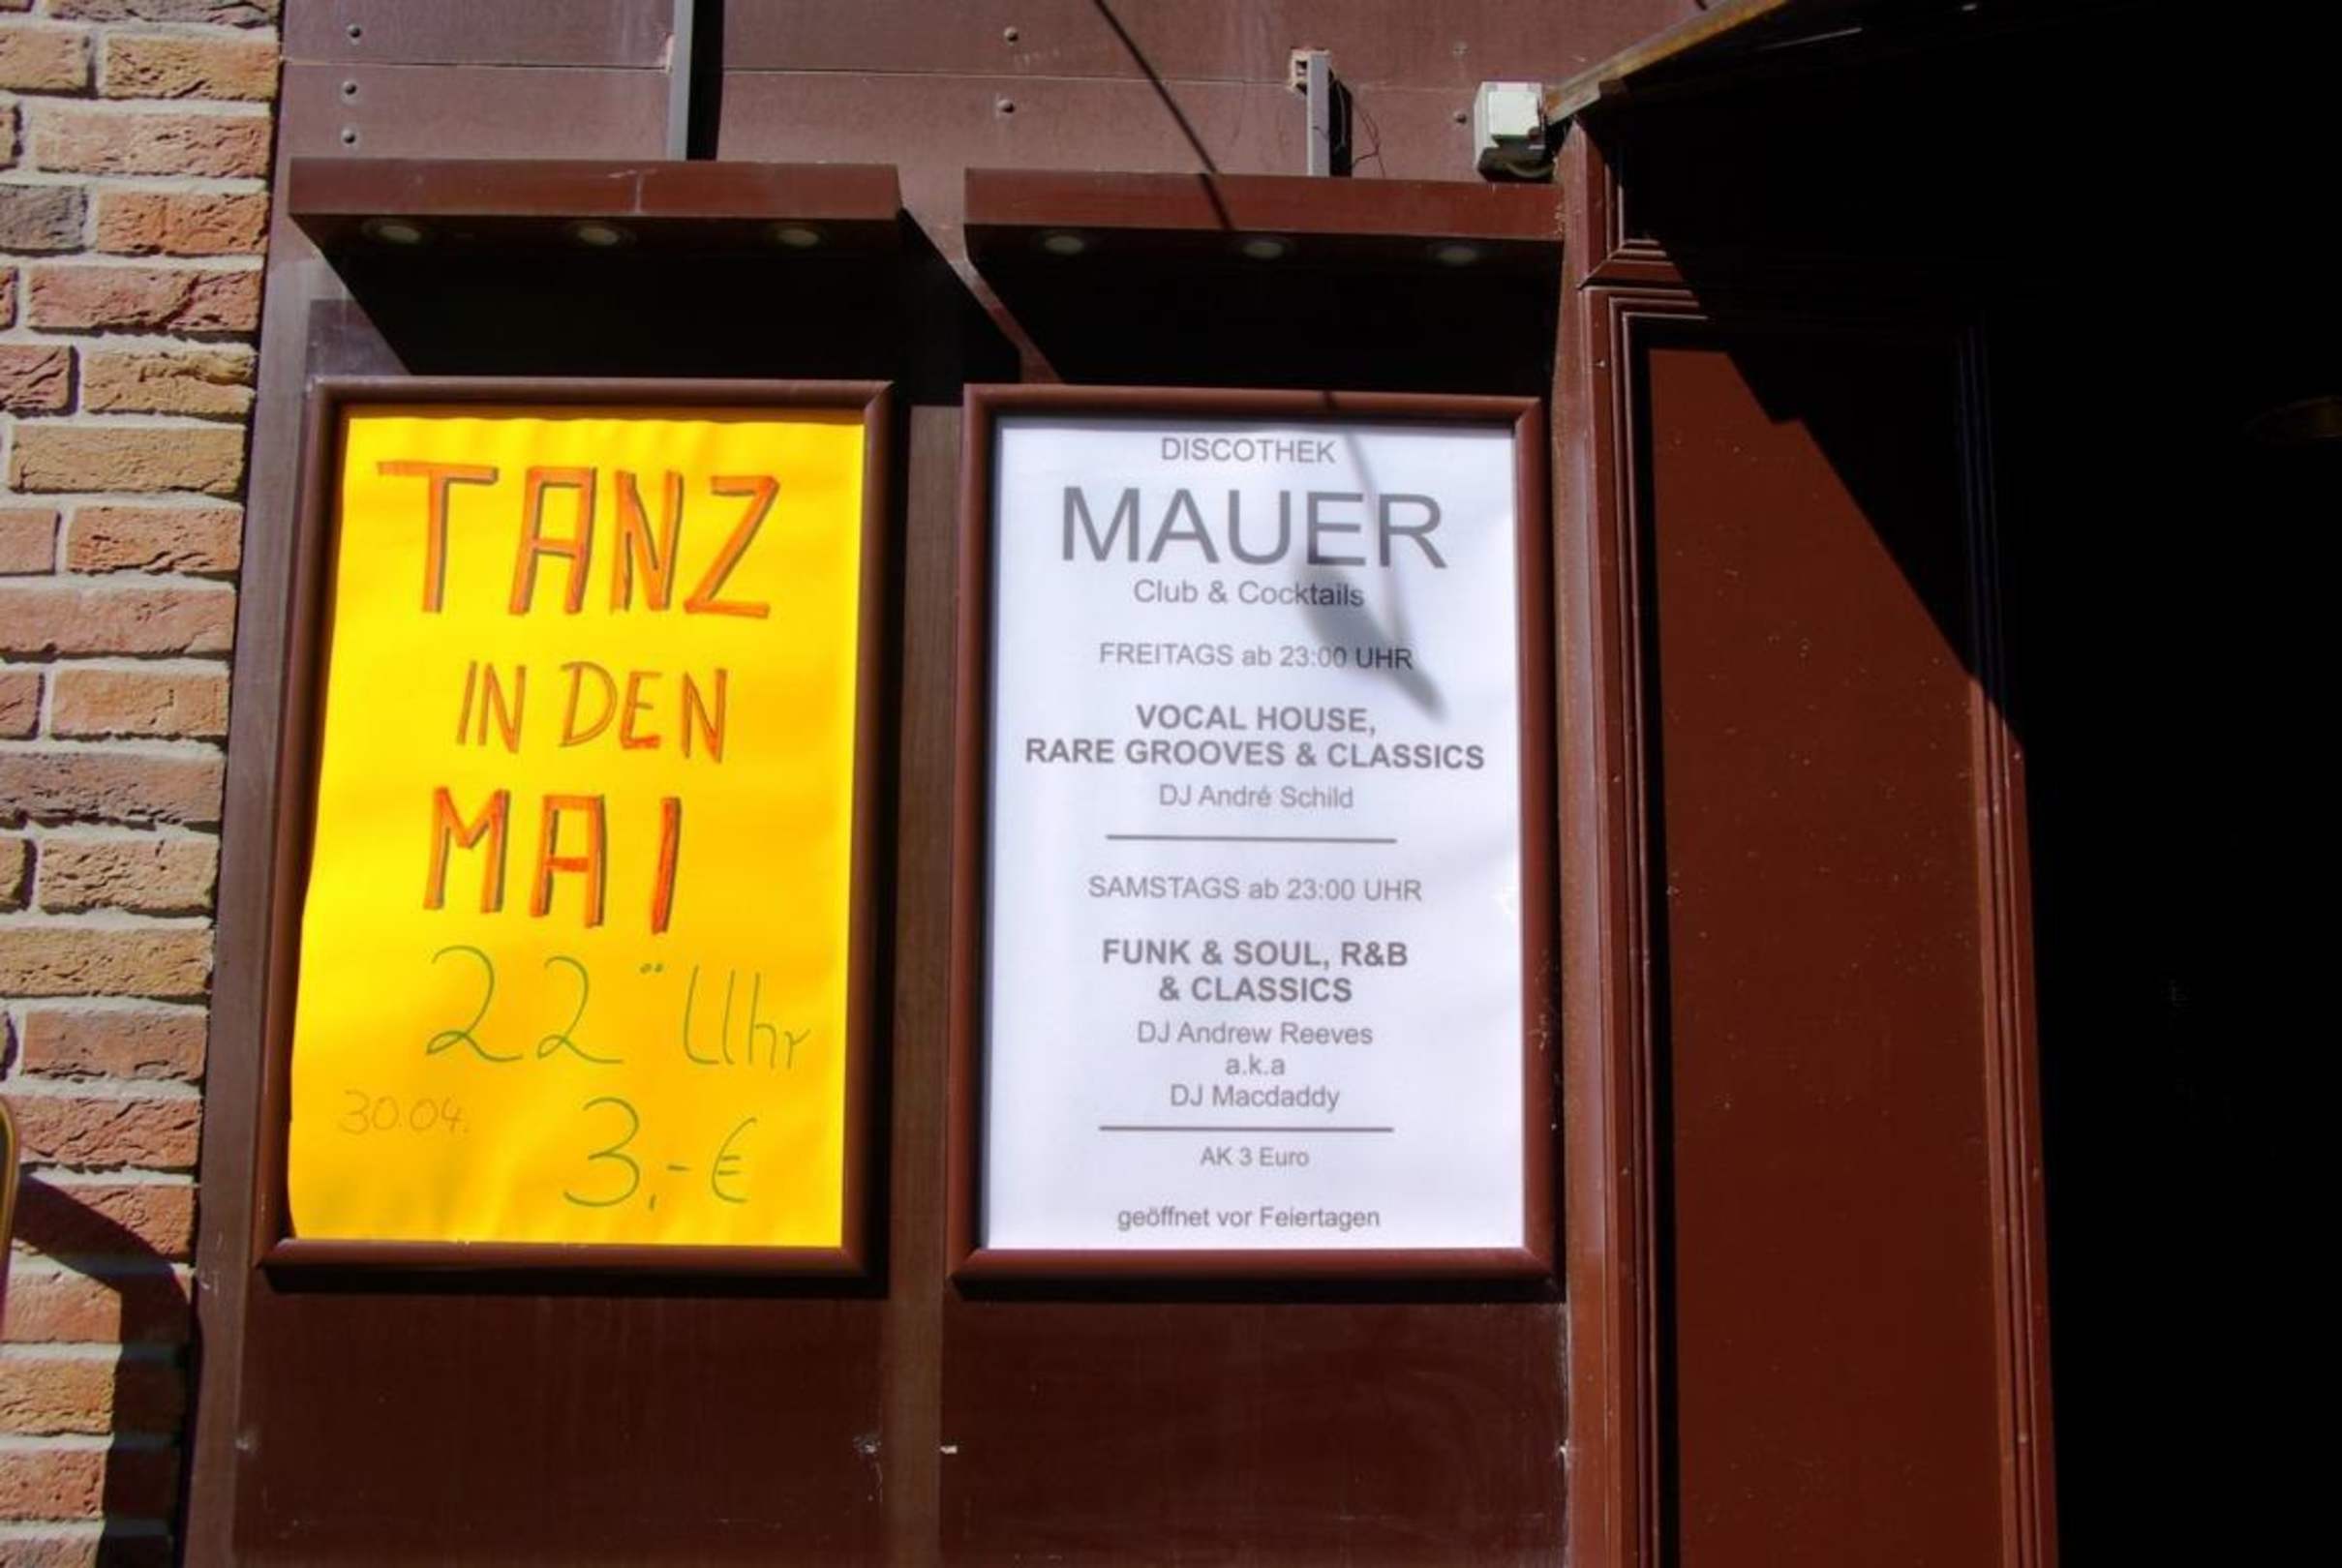 TANZ
IN DEN
MAI
22°° Uhr
30.04.
3,-€
DISCOTHEK
MAUER
Club & Cocktails
FREITAGS ab 23:00 UHR
VOCAL HOUSE,
RARE GROOVES & CLASSICS
DJ André Schild
SAMSTAGS ab 23:00 UHR
FUNK & SOUL, R&B
& CLASSICS
DJ Andrew Reeves
a.k.a
DJ Macdaddy
AK 3 Euro
geöffnet vor Feiertagen